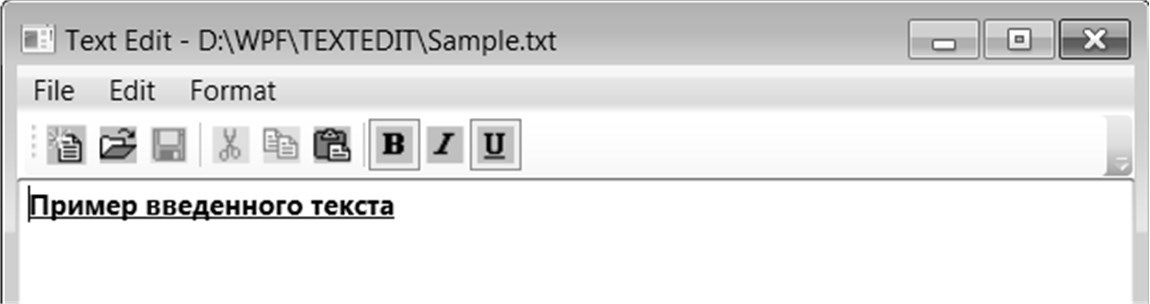 Text Edit - D:\WPF\TEXTEDIT\Sample.txt
File Edit Format
B I U
Пример введенного текста